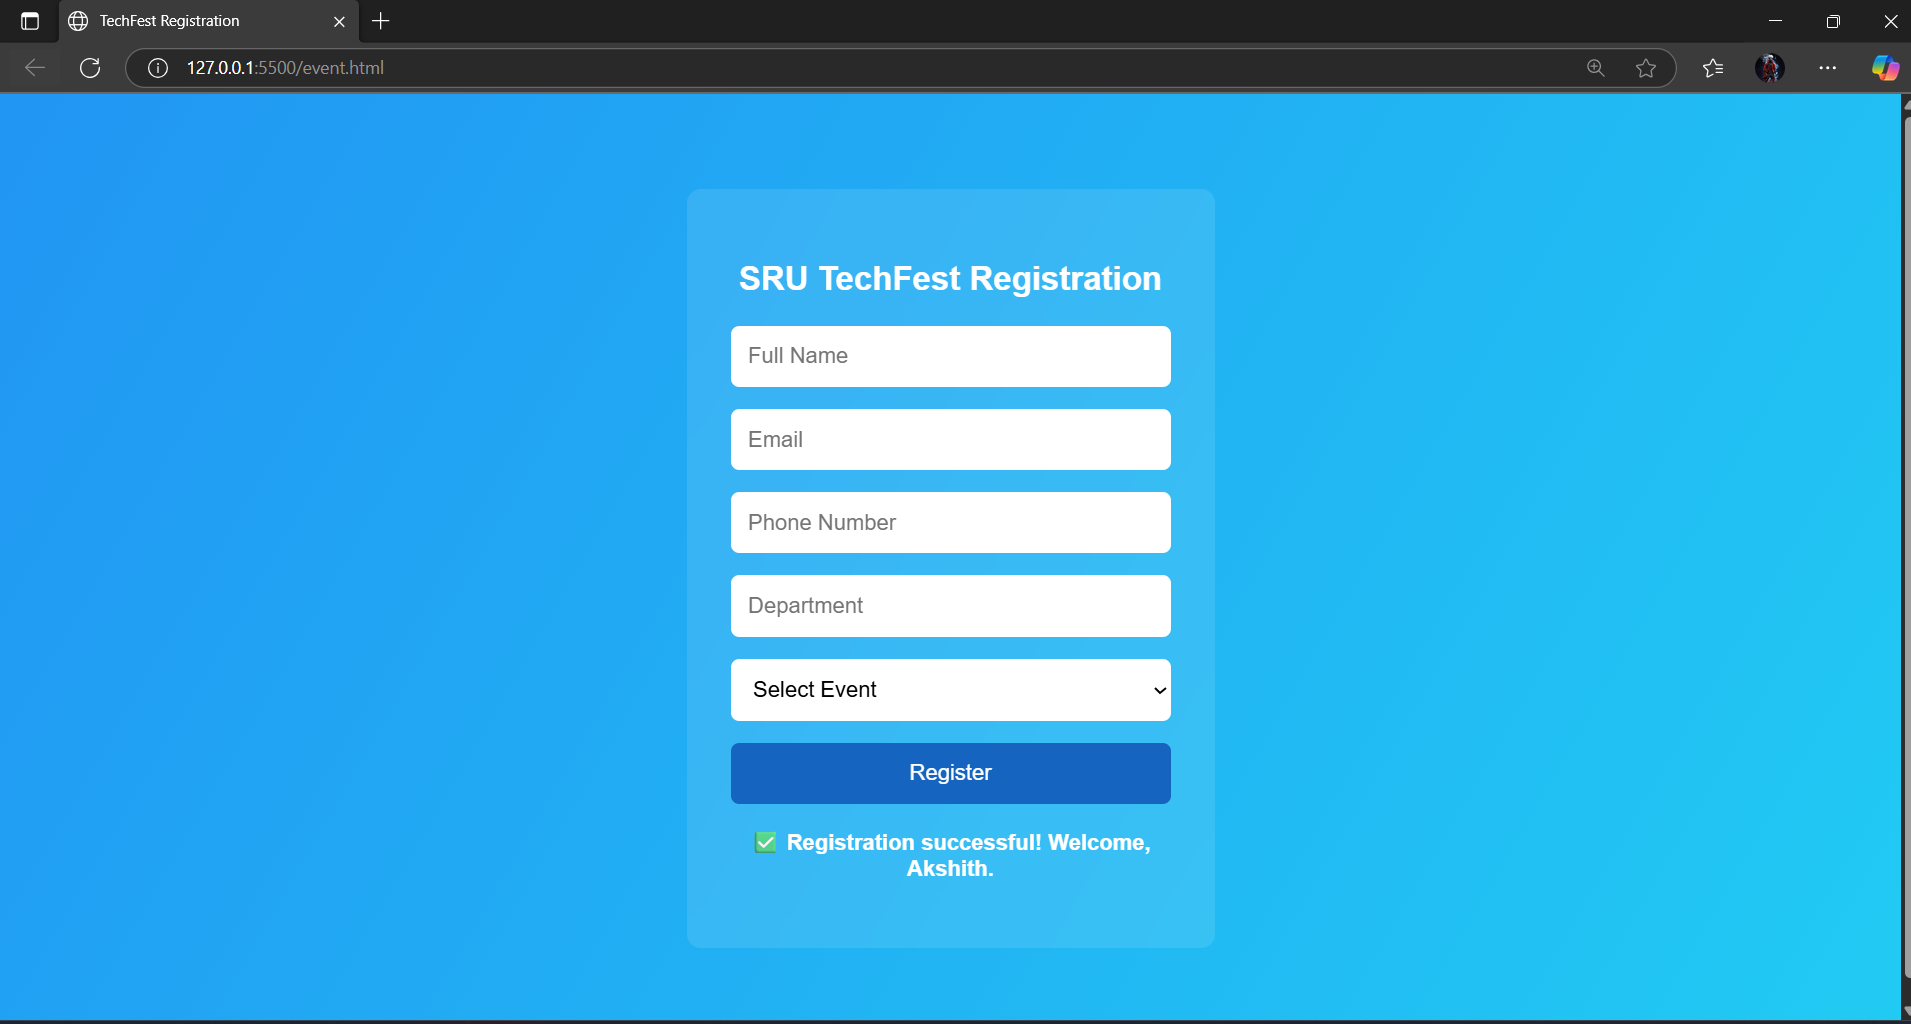 TechFest Registration
127.0.0.1:5500/event.html
SRU TechFest Registration
Full Name
Email
Phone Number
Department
Select Event
Register
✅ Registration successful! Welcome,
Akshith.